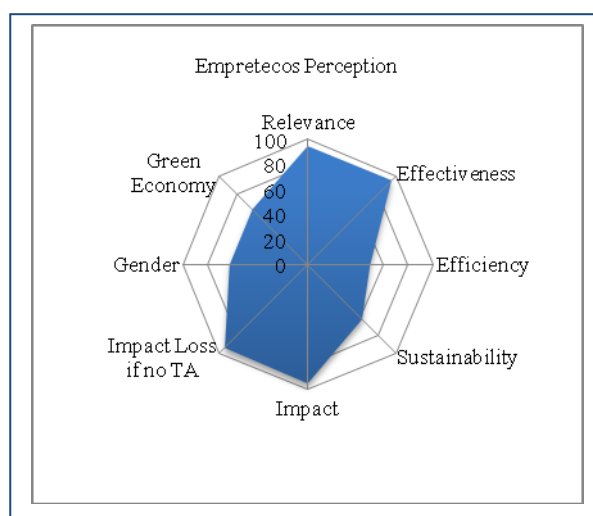 Empretecos Perception
Relevance
100
80
60
40
20
0
Effectiveness
Efficiency
Sustainability
Impact
Impact Loss
if no TA
Gender
Green
Economy